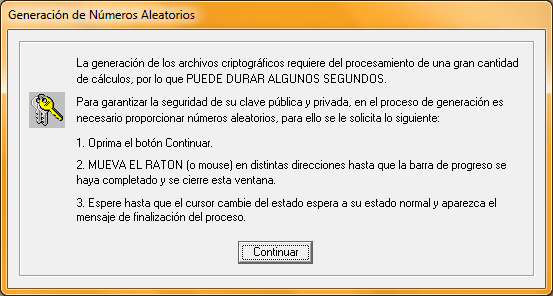 Generación de Números Aleatorios
La generación de los archivos criptográficos requiere del procesamiento de una gran cantidad
de cálculos, por lo que PUEDE DURAR ALGUNOS SEGUNDOS.
Para garantizar la seguridad de su clave pública y privada, en el proceso de generación es
necesario proporcionar números aleatorios, para ello se le solicita lo siguiente:
1. Oprima el botón Continuar.
2. MUEVA EL RATON (o mouse) en distintas direcciones hasta que la barra de progreso se
haya completado y se cierre esta ventana.
3. Espere hasta que el cursor cambie del estado espera a su estado normal y aparezca el
mensaje de finalización del proceso.
Continuar